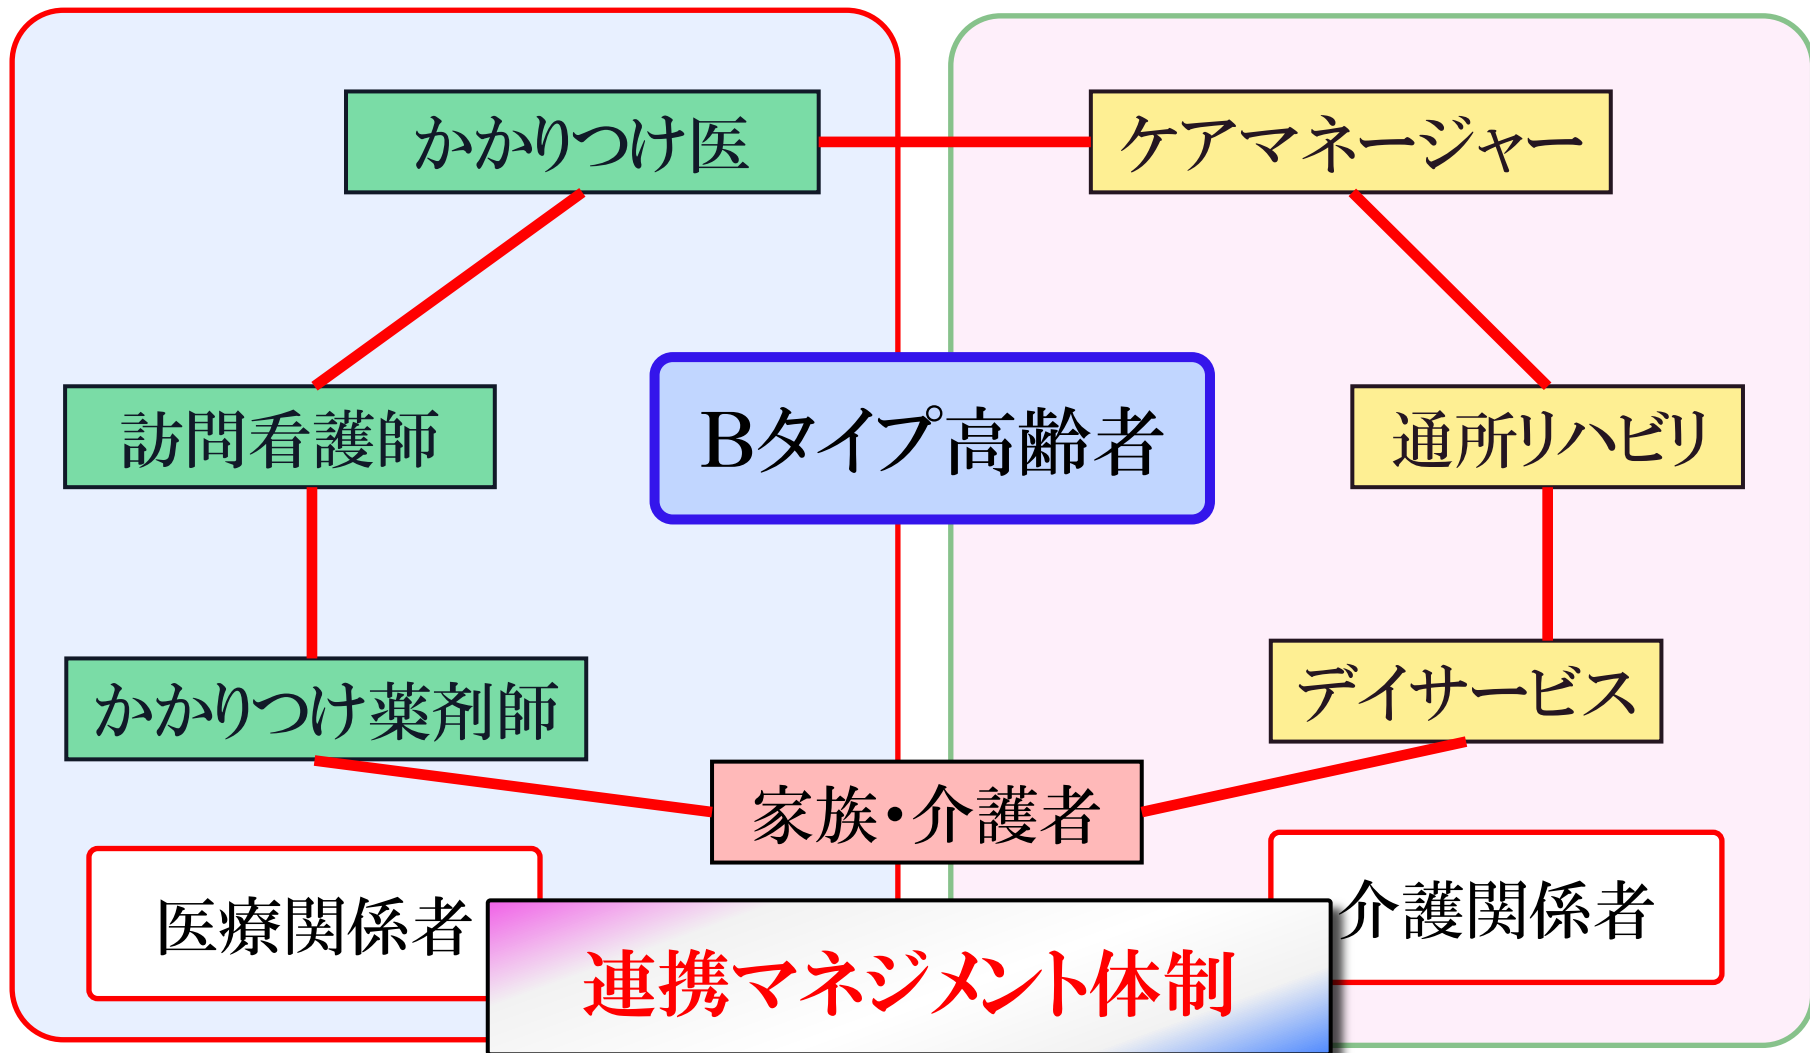 かかりつけ医
ケアマネージャー
訪問看護師
Bタイプ高齢者
通所リハビリ
かかりつけ薬剤師
デイサービス
家族・介護者
医療関係者
介護関係者
連携マネジメント体制